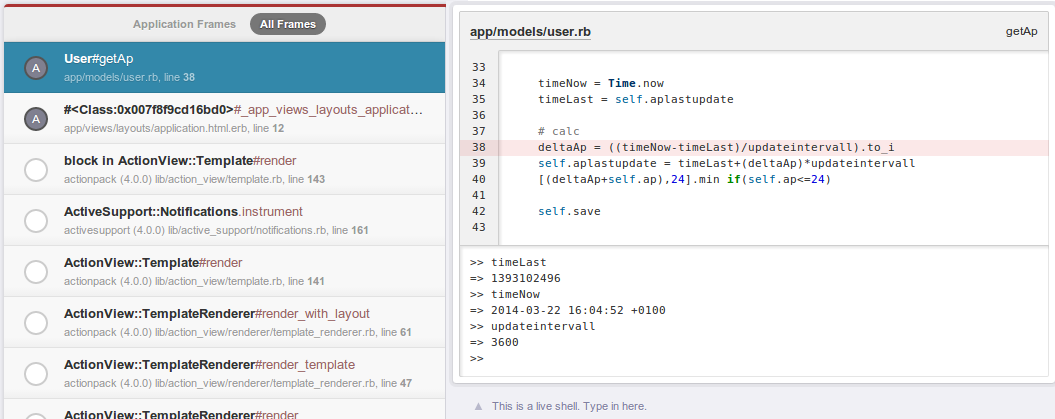 Application Frames All Frames
A User#getAp
app/models/user.rb, line 38
A #<Class:0x007f8f9cd16bd0>#_app_views_layouts_applicat…
app/views/layouts/application.html.erb, line 12
block in ActionView::Template#render
actionpack (4.0.0) lib/action_view/template.rb, line 143
ActiveSupport::Notifications.instrument
activesupport (4.0.0) lib/active_support/notifications.rb, line 161
ActionView::Template#render
actionpack (4.0.0) lib/action_view/template.rb, line 141
ActionView::TemplateRenderer#render_with_layout
actionpack (4.0.0) lib/action_view/renderer/template_renderer.rb, line 61
ActionView::TemplateRenderer#render_template
actionpack (4.0.0) lib/action_view/renderer/template_renderer.rb, line 47
ActionView::TemplateRenderer#render
app/models/user.rb getAp
33
34 timeNow = Time.now
35 timeLast = self.aplastupdate
36
37 # calc
38 deltaAp = ((timeNow-timeLast)/updateintervall).to_i
39 self.aplastupdate = timeLast+(deltaAp)*updateintervall
40 [(deltaAp+self.ap),24].min if(self.ap<=24)
41
42 self.save
43
>> timeLast
=> 1393102496
>> timeNow
=> 2014-03-22 16:04:52 +0100
>> updateintervall
=> 3600
>>
▲ This is a live shell. Type in here.